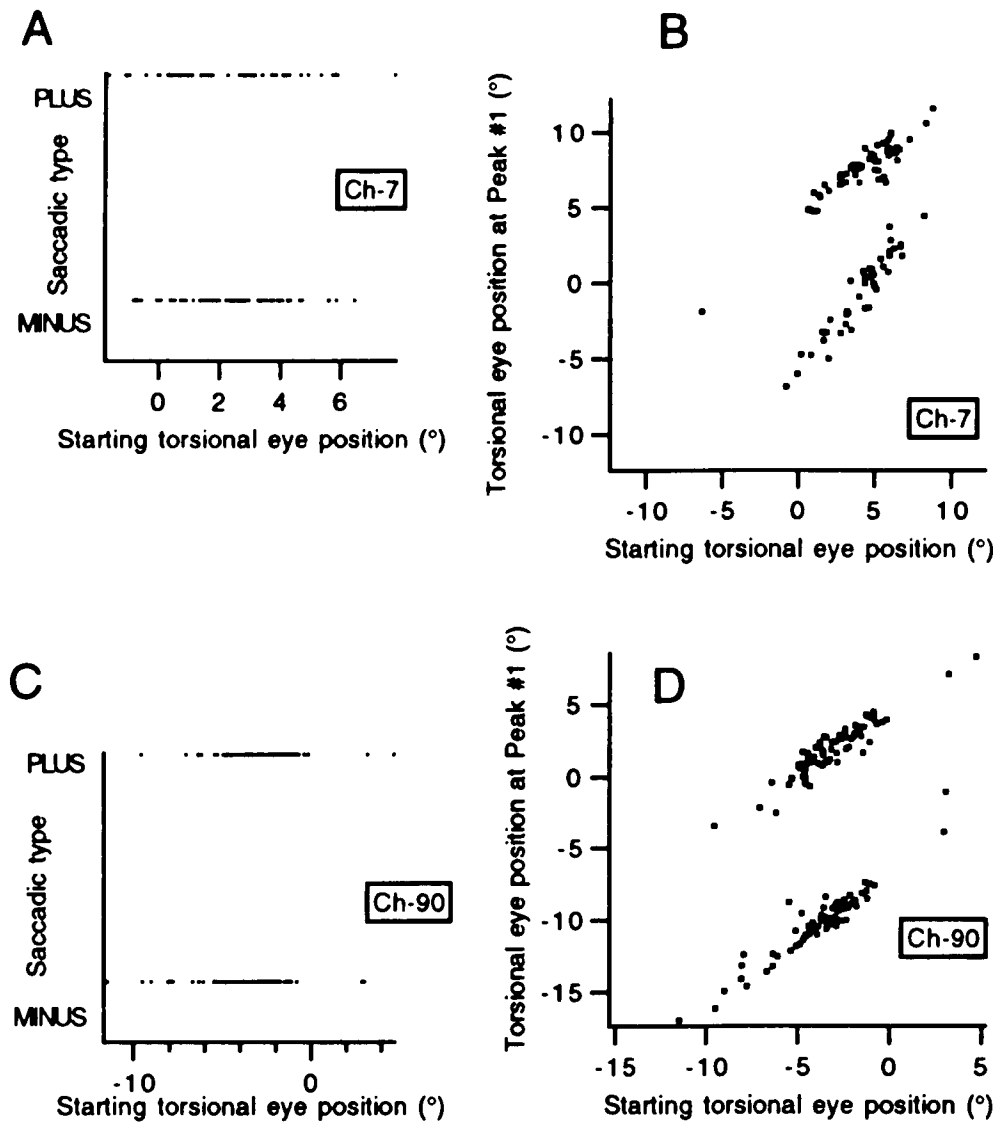 A
PLUS
Saccadic type
Ch-7
MINUS
0 2 4 6
Starting torsional eye position (°)
B
Torsional eye position at Peak #1 (°)
10
5
0
-5
-10
Ch-7
-10 -5 0 5 10
Starting torsional eye position (°)
C
PLUS
Saccadic type
Ch-90
MINUS
-10 0
Starting torsional eye position (°)
D
Torsional eye position at Peak #1 (°)
5
0
-5
-10
-15
Ch-90
-15 -10 -5 0 5
Starting torsional eye position (°)